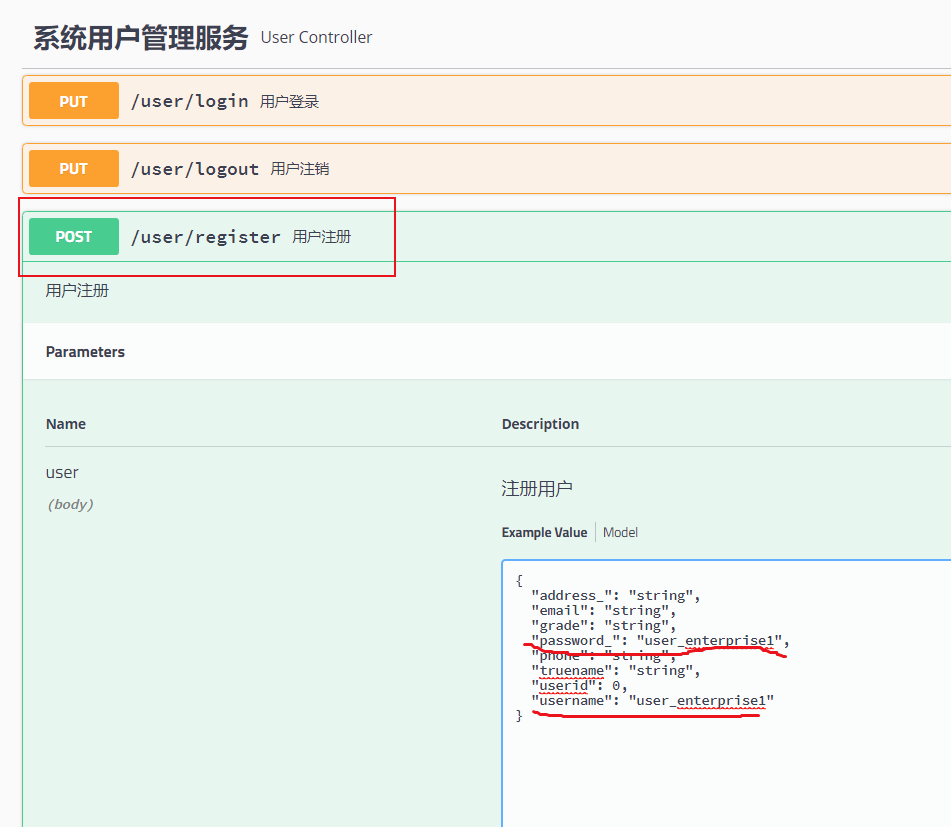 系统用户管理服务 User Controller
PUT /user/login 用户登录
PUT /user/logout 用户注销
POST /user/register 用户注册
用户注册
Parameters
Name Description
user
(body)
注册用户
Example Value Model
{
"address_": "string",
"email": "string",
"grade": "string",
"password_": "user_enterprise1",
"phone": "string",
"truename": "string",
"userid": 0,
"username": "user_enterprise1"
}